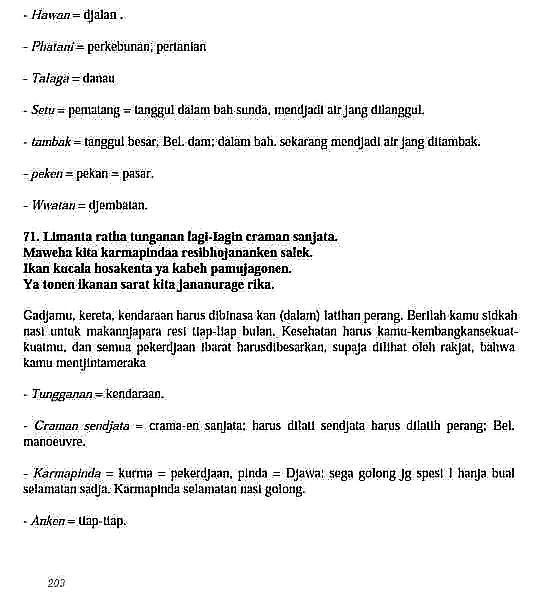 - Hawan = djalan .
- Phatani = perkebunan, pertanian
- Talaga = danau
- Setu = pematang = tanggul dalam bah sunda, mendjadi air jang ditanggul.
- tambak = tanggul besar, Bel. dam; dalam bah. sekarang mendjadi air jang ditambak.
- peken = pekan = pasar.
- Wwatan = djembatan.
71. Limanta ratha tunganan lagi-lagin craman sanjata.
Maweha kita karmapindaa resibhojananken salek.
Ikan kucala hosakenta ya kabeh pamujagonen.
Ya tonen ikanan sarat kita jananurage rika.
Gadjamu, kereta, kendaraan harus dibinasa kan (dalam) latihan perang. Berilah kamu sidkah
nasi untuk makannjapara resi tiap-tiap bulan. Kesehatan harus kamu-kembangkansekuat-
kuatmu, dan semua pekerdjaan ibarat harusdibesarkan, supaja dilihat oleh rakjat, bahwa
kamu mentjintameraka
- Tungganan = kendaraan.
- Craman sendjata = crama-en sanjata; harus dilati sendjata harus dilatih perang; Bel.
manoeuvre.
- Karmapinda = kurma = pekerdjaan, pinda = Djawa; sega golong jg spesi l hanja buat
selamatan sadja. Karmapinda selamatan nasi golong.
- Anken = tiap-tiap.
203